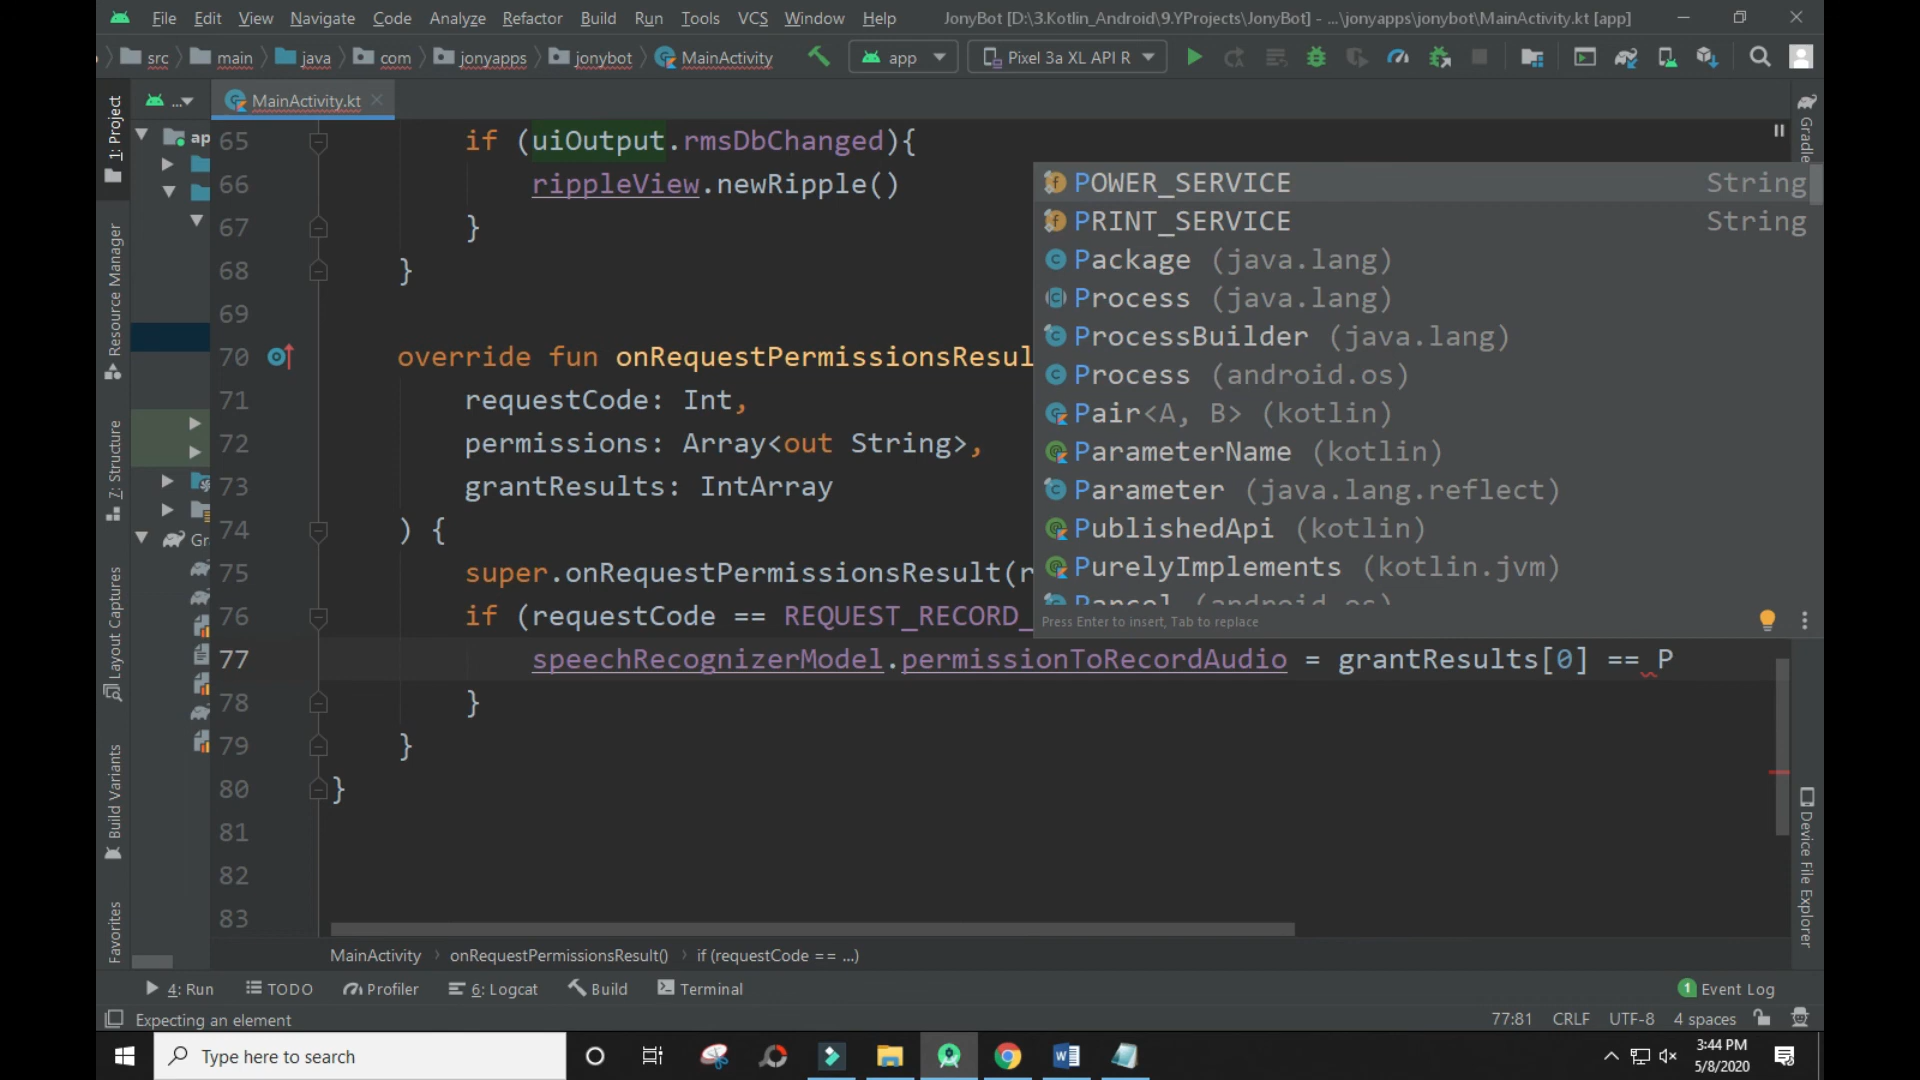 File Edit View Navigate Code Analyze Refactor Build Run Tools VCS Window Help JonyBot [D:\3.Kotlin_Android\9.YProjects\JonyBot] - ...\jonyapps\jonybot\MainActivity.kt [app]
src main java com jonyapps jonybot MainActivity app Pixel 3a XL API R
1: Project
Resource Manager
7: Structure
Layout Captures
Build Variants
Favorites
...
MainActivity.kt
ap
Gr
65 if (uiOutput.rmsDbChanged){
66 rippleView.newRipple()
67 }
68 }
69
70 override fun onRequestPermissionsResul
71 requestCode: Int,
72 permissions: Array<out String>,
73 grantResults: IntArray
74 ) {
75 super.onRequestPermissionsResult(r
76 if (requestCode == REQUEST_RECORD_
77 speechRecognizerModel.permissionToRecordAudio = grantResults[0] == P
78 }
79 }
80 }
81
82
83
POWER_SERVICE String
PRINT_SERVICE String
Package (java.lang)
Process (java.lang)
ProcessBuilder (java.lang)
Process (android.os)
Pair<A, B> (kotlin)
ParameterName (kotlin)
Parameter (java.lang.reflect)
PublishedApi (kotlin)
PurelyImplements (kotlin.jvm)
Parcel (android.os)
Press Enter to insert, Tab to replace
Gradle
Device File Explorer
MainActivity onRequestPermissionsResult() if (requestCode == ...)
4: Run TODO Profiler 6: Logcat Build Terminal 1 Event Log
Expecting an element 77:81 CRLF UTF-8 4 spaces
Type here to search
3:44 PM
5/8/2020